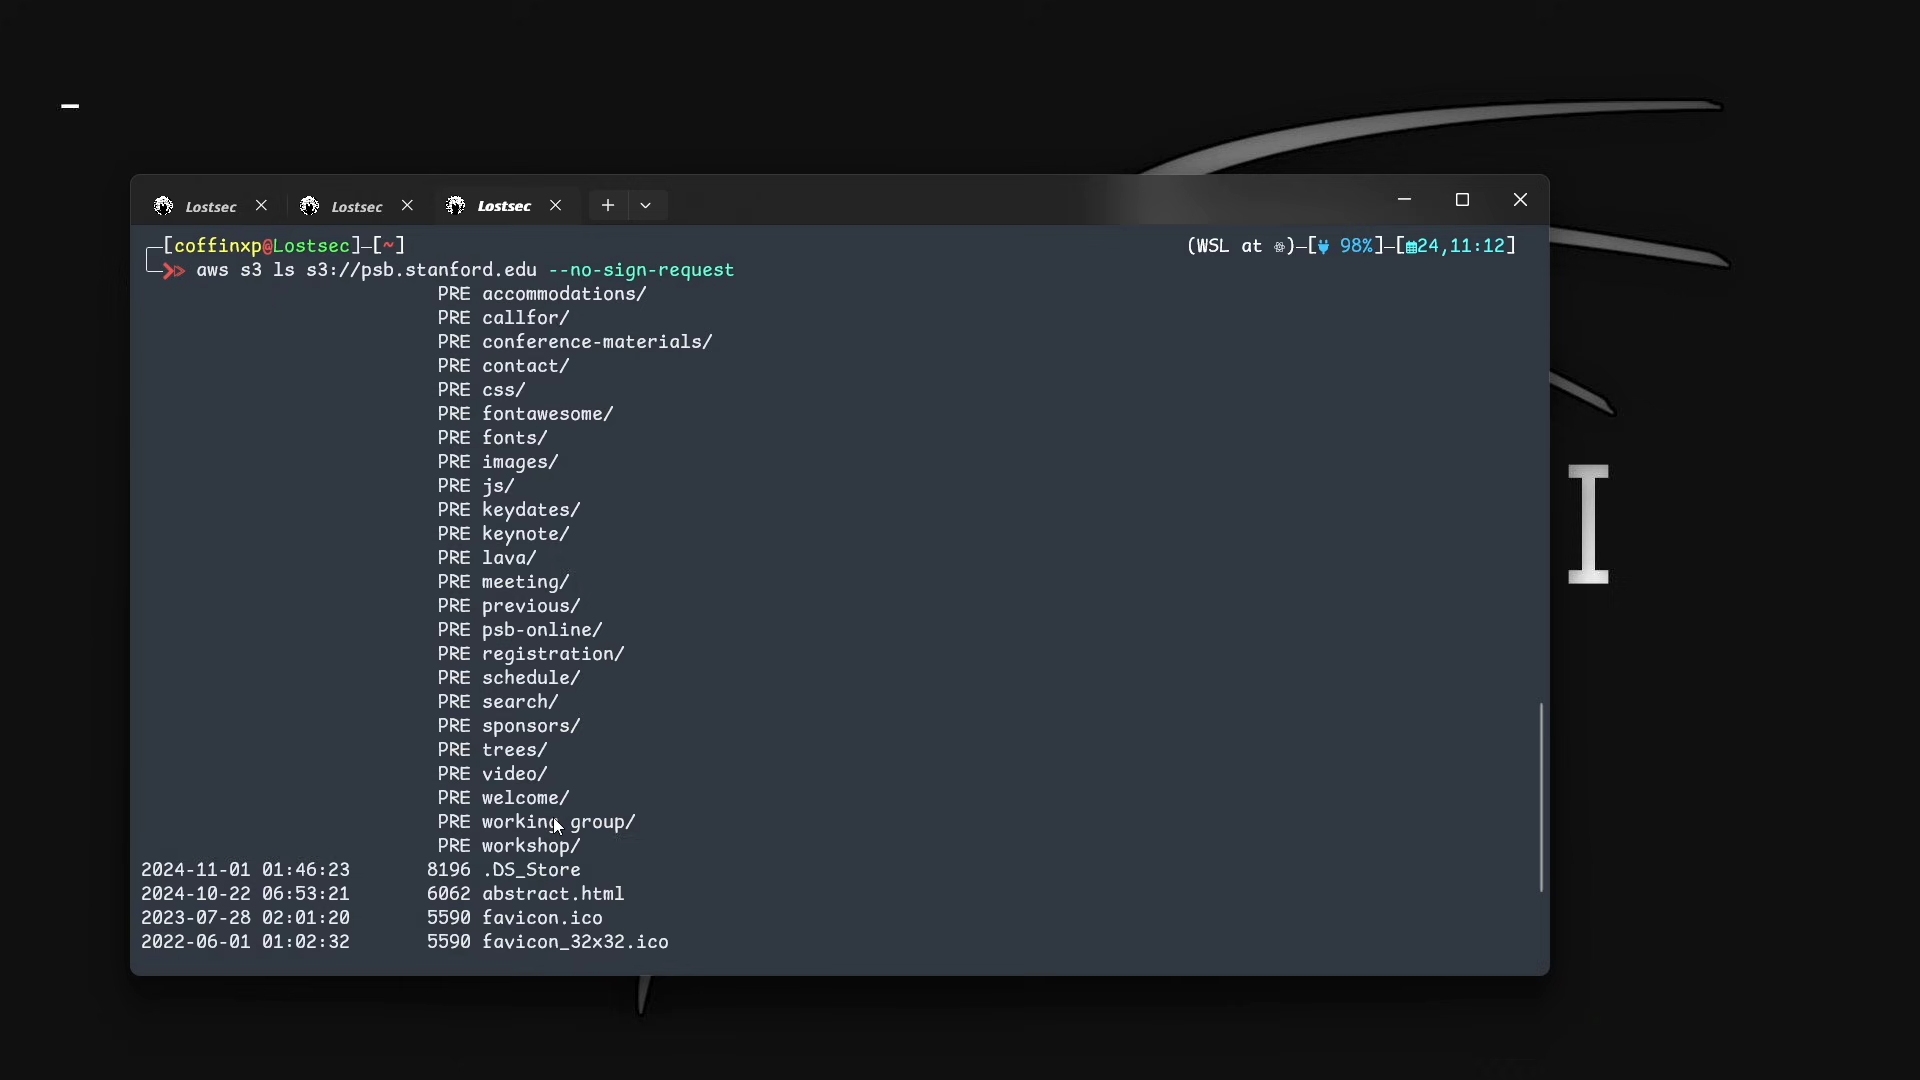 Lostsec
Lostsec
Lostsec
[coffinxp@Lostsec]-[~] (WSL at )-[ 98%]-[24,11:12]
aws s3 ls s3://psb.stanford.edu --no-sign-request
PRE accommodations/
PRE callfor/
PRE conference-materials/
PRE contact/
PRE css/
PRE fontawesome/
PRE fonts/
PRE images/
PRE js/
PRE keydates/
PRE keynote/
PRE lava/
PRE meeting/
PRE previous/
PRE psb-online/
PRE registration/
PRE schedule/
PRE search/
PRE sponsors/
PRE trees/
PRE video/
PRE welcome/
PRE working group/
PRE workshop/
2024-11-01 01:46:23 8196 .DS_Store
2024-10-22 06:53:21 6062 abstract.html
2023-07-28 02:01:20 5590 favicon.ico
2022-06-01 01:02:32 5590 favicon_32x32.ico